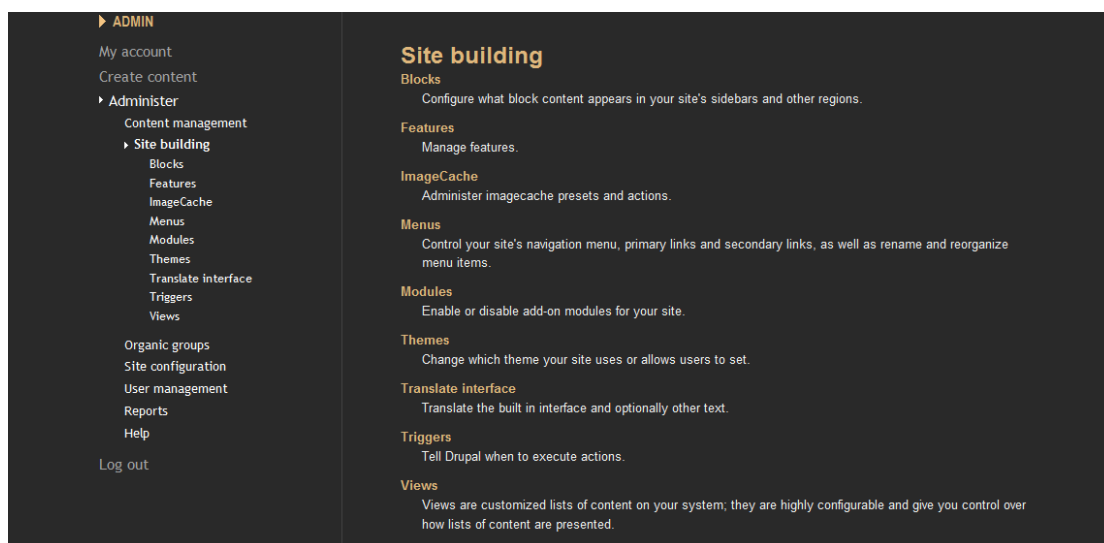 ADMIN
My account
Create content
Administer
Content management
Site building
Blocks
Features
ImageCache
Menus
Modules
Themes
Translate interface
Triggers
Views
Organic groups
Site configuration
User management
Reports
Help
Log out
Site building
Blocks
Configure what block content appears in your site's sidebars and other regions.
Features
Manage features.
ImageCache
Administer imagecache presets and actions.
Menus
Control your site's navigation menu, primary links and secondary links, as well as rename and reorganize
menu items.
Modules
Enable or disable add-on modules for your site.
Themes
Change which theme your site uses or allows users to set.
Translate interface
Translate the built in interface and optionally other text.
Triggers
Tell Drupal when to execute actions.
Views
Views are customized lists of content on your system; they are highly configurable and give you control over
how lists of content are presented.